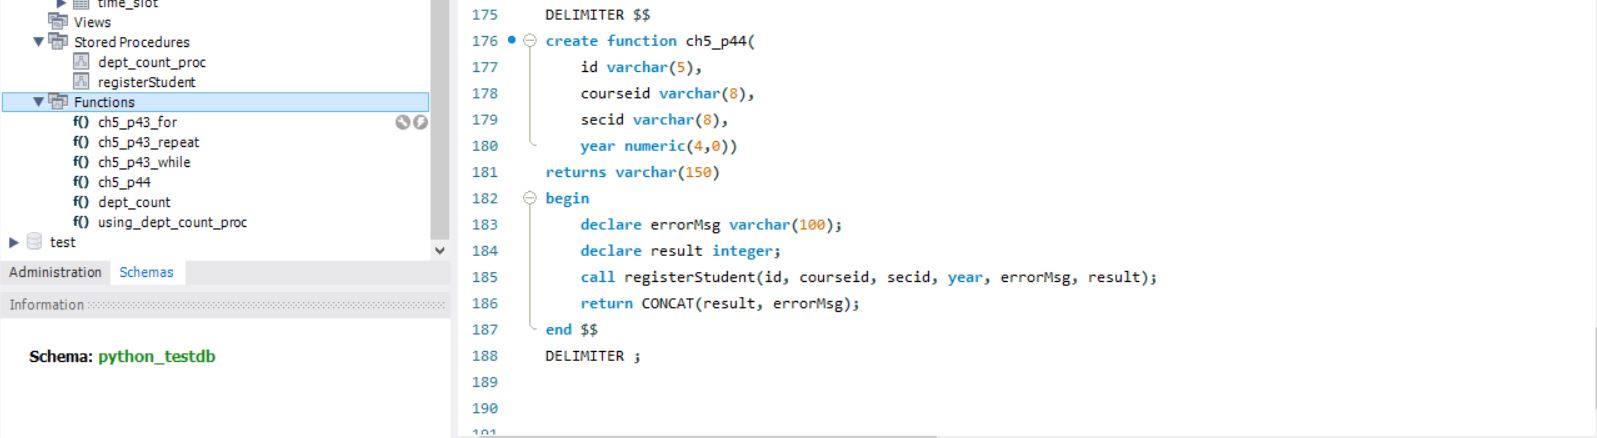 time_slot
Views
Stored Procedures
dept_count_proc
registerStudent
Functions
f() ch5_p43_for
f() ch5_p43_repeat
f() ch5_p43_while
f() ch5_p44
f() dept_count
f() using_dept_count_proc
test
Administration Schemas
Information
Schema: python_testdb
175 DELIMITER $$
176 create function ch5_p44(
177 id varchar(5),
178 courseid varchar(8),
179 secid varchar(8),
180 year numeric(4,0))
181 returns varchar(150)
182 begin
183 declare errorMsg varchar(100);
184 declare result integer;
185 call registerStudent(id, courseid, secid, year, errorMsg, result);
186 return CONCAT(result, errorMsg);
187 end $$
188 DELIMITER ;
189
190
191